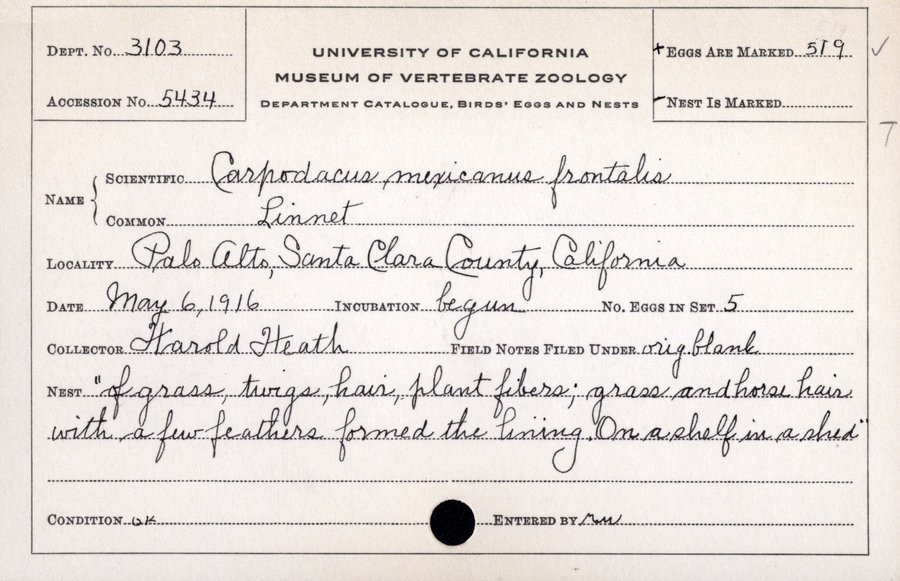 DEPT. NO. 3103
UNIVERSITY OF CALIFORNIA
MUSEUM OF VERTEBRATE ZOOLOGY
DEPARTMENT CATALOGUE, BIRDS' EGGS AND NESTS
+ EGGS ARE MARKED 5/9 ✓
ACCESSION NO. 5434
- NEST IS MARKED
T
NAME { SCIENTIFIC Carpodacus mexicanus frontalis
COMMON Linnet
LOCALITY Palo Alto, Santa Clara County, California
DATE May 6, 1916 INCUBATION begun NO. EGGS IN SET 5
COLLECTOR Harold Heath FIELD NOTES FILED UNDER orig blank
NEST "of grass, twigs, hair, plant fibers; grass and horse hair
with a few feathers formed the lining. On a shelf in a shed"
CONDITION OK ENTERED BY